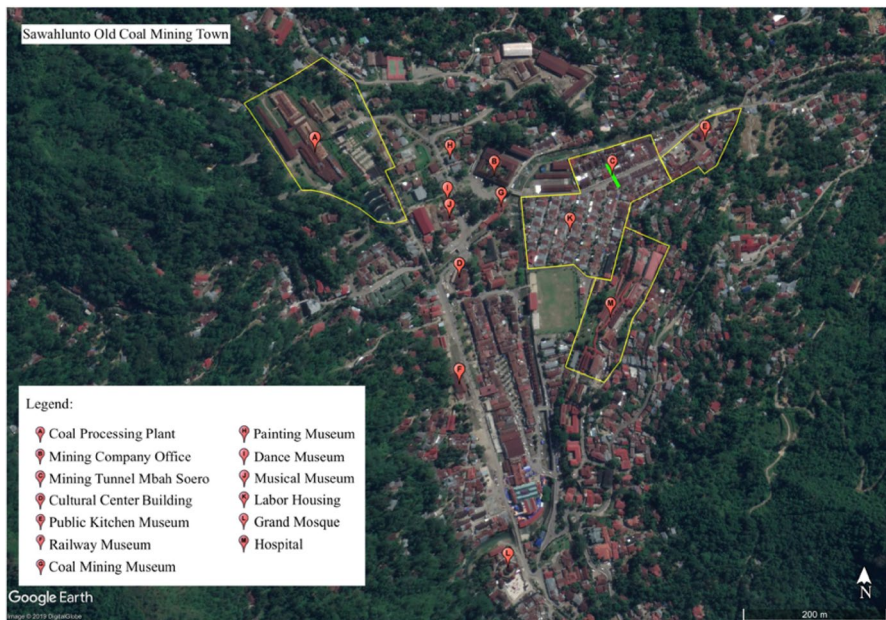 Sawahlunto Old Coal Mining Town
H
A
B
C
E
I
G
J
K
D
M
F
L
Legend:
A Coal Processing Plant
B Mining Company Office
C Mining Tunnel Mbah Soero
D Cultural Center Building
E Public Kitchen Museum
F Railway Museum
G Coal Mining Museum
H Painting Museum
I Dance Museum
J Musical Museum
K Labor Housing
L Grand Mosque
M Hospital
Google Earth
Image © 2019 DigitalGlobe
N
200 m